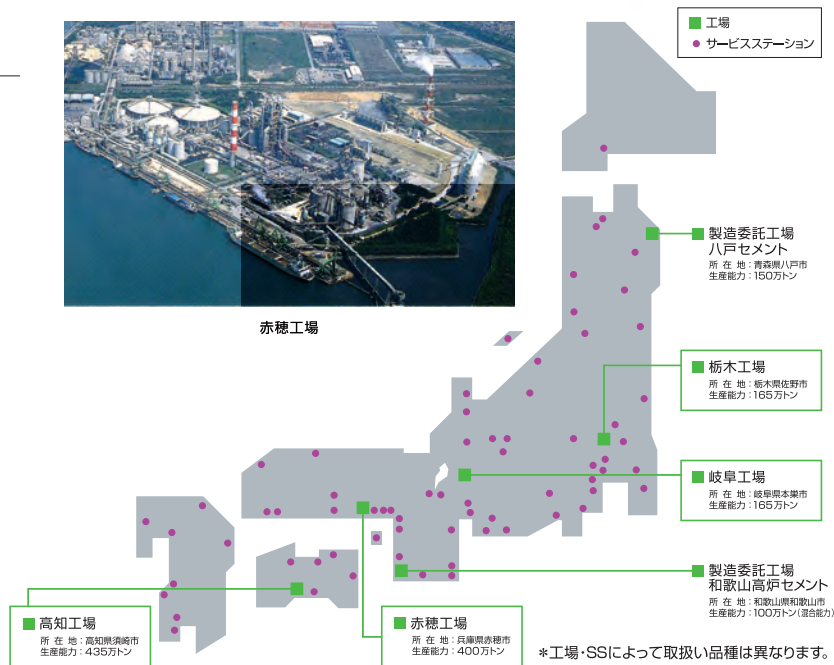 工場
サービスステーション
赤穂工場
製造委託工場
八戸セメント
所 在 地：青森県八戸市
生産能力：150万トン
栃木工場
所 在 地：栃木県佐野市
生産能力：165万トン
岐阜工場
所 在 地：岐阜県本巣市
生産能力：165万トン
製造委託工場
和歌山高炉セメント
所 在 地：和歌山県和歌山市
生産能力：100万トン(混合能力)
高知工場
所 在 地：高知県須崎市
生産能力：435万トン
赤穂工場
所 在 地：兵庫県赤穂市
生産能力：400万トン
*工場・SSによって取扱い品種は異なります。